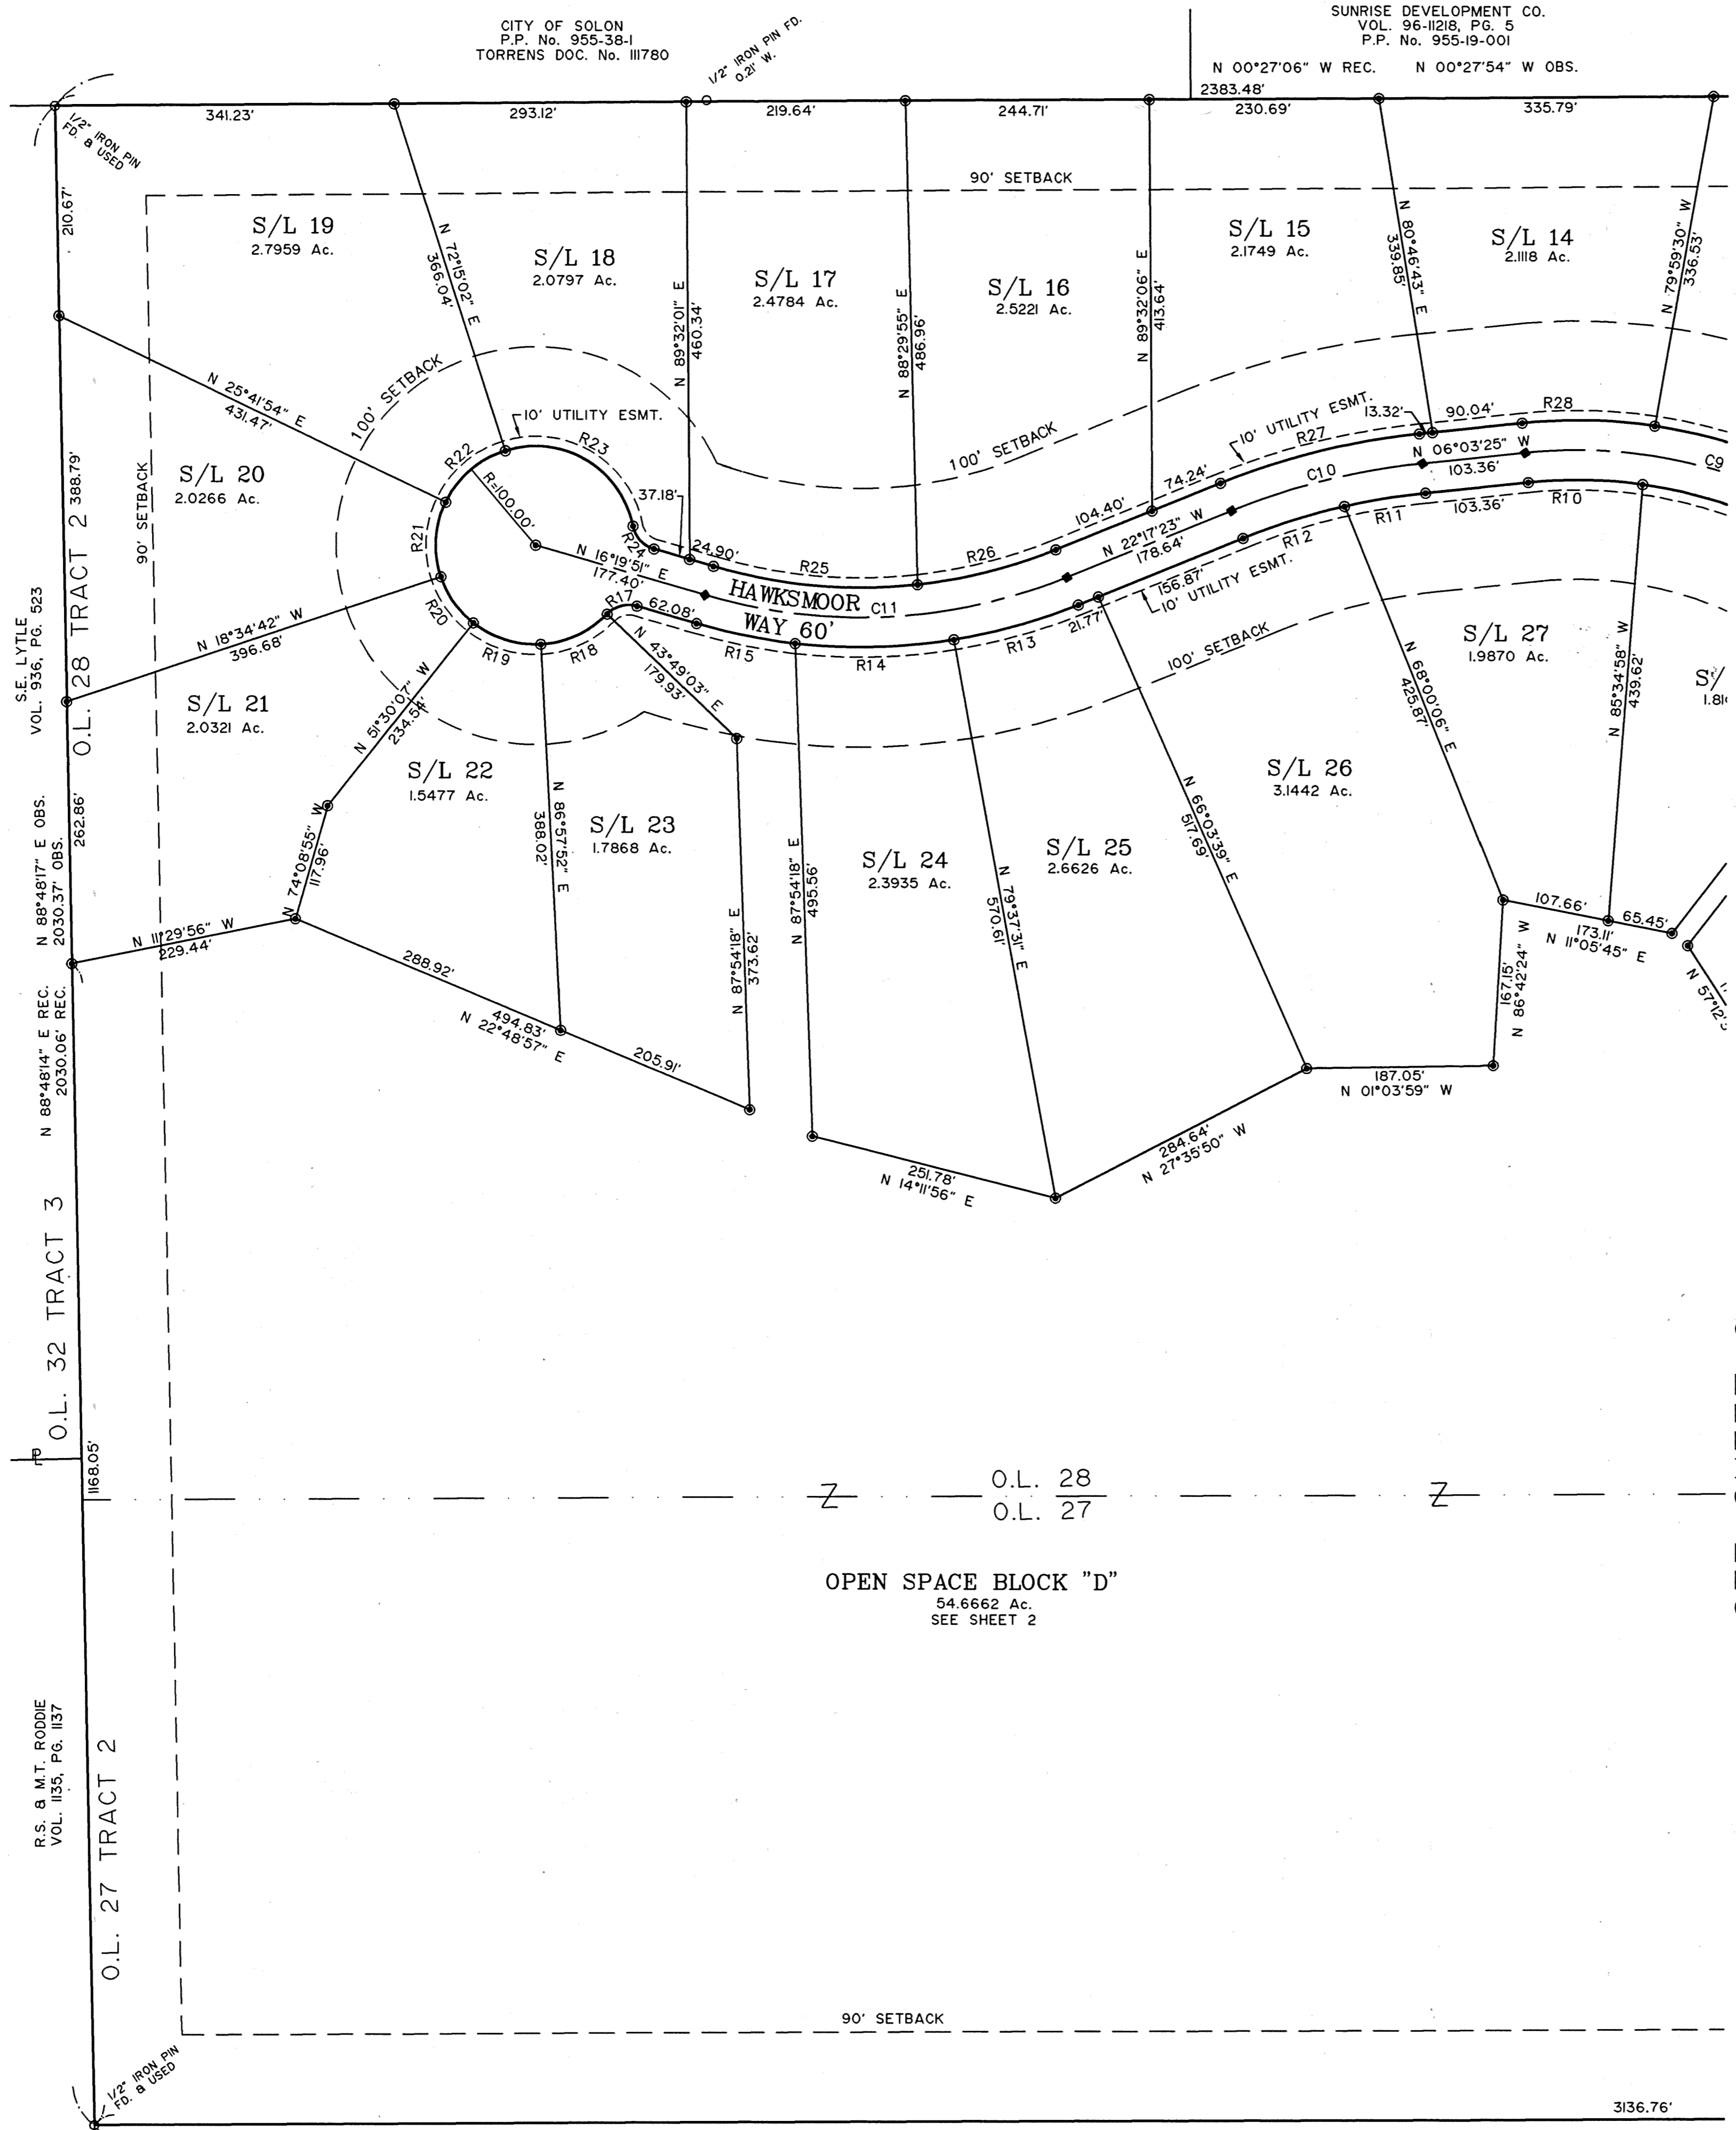 CITY OF SOLON
P.P. No. 955-38-1
TORRENS DOC. No. 111780
1/2" IRON PIN FD.
0.21' W.
SUNRISE DEVELOPMENT CO.
VOL. 96-11218, PG. 5
P.P. No. 955-19-001
N 00°27'06" W REC.
N 00°27'54" W OBS.
2383.48'
341.23'
293.12'
219.64'
244.71'
230.69'
335.79'
1/2" IRON PIN
FD. & USED
210.67'
90' SETBACK
S/L 19
2.7959 Ac.
N 72°15'02" E
366.04'
S/L 18
2.0797 Ac.
N 89°32'01" E
460.34'
S/L 17
2.4784 Ac.
N 88°29'55" E
486.96'
S/L 16
2.5221 Ac.
N 89°32'06" E
413.64'
S/L 15
2.1749 Ac.
N 80°46'43" E
339.85'
S/L 14
2.1118 Ac.
N 79°59'30" W
336.53'
N 25°41'54" E
431.47'
100' SETBACK
10' UTILITY ESMT.
R23
R22
R=100.00'
37.18'
R24
24.90'
R25
100' SETBACK
R26
104.40'
74.24'
10' UTILITY ESMT.
R27
13.32'
90.04'
R28
N 06°03'25" W
103.36'
C10
C9
S/L 20
2.0266 Ac.
90' SETBACK
R21
N 16°19'51" E
177.40'
HAWKSMOOR
WAY 60'
C11
N 22°17'23" W
178.64'
R12
R11
103.36'
R10
388.79'
O.L. 28 TRACT 2
S.E. LYTLE
VOL. 936, PG. 523
N 18°34'42" W
396.68'
R20
R19
R18
R17
62.08'
R15
R14
R13
21.77'
156.87'
10' UTILITY ESMT.
100' SETBACK
N 43°49'03" E
179.93'
S/L 21
2.0321 Ac.
N 51°30'07" W
234.54'
S/L 22
1.5477 Ac.
N 86°57'52" E
388.02'
S/L 23
1.7868 Ac.
N 87°54'18" E
373.62'
N 87°54'18" E
495.56'
S/L 24
2.3935 Ac.
N 79°37'31" E
570.61'
S/L 25
2.6626 Ac.
N 66°03'39" E
517.69'
S/L 26
3.1442 Ac.
N 68°00'06" E
425.87'
S/L 27
1.9870 Ac.
N 85°34'58" W
439.62'
S/
1.81
N 74°08'55" W
117.96'
262.86'
N 88°48'17" E OBS.
2030.37' OBS.
N 11°29'56" W
229.44'
288.92'
494.83'
N 22°48'57" E
205.91'
107.66'
65.45'
173.11'
N 11°05'45" E
167.15'
N 86°42'24" W
N 57°12'
187.05'
N 01°03'59" W
284.64'
N 27°35'50" W
251.78'
N 14°11'56" E
N 88°48'14" E REC.
2030.06' REC.
O.L. 32 TRACT 3
1168.05'
O.L. 28
O.L. 27
OPEN SPACE BLOCK "D"
54.6662 Ac.
SEE SHEET 2
R.S. & M.T. RODDIE
VOL. 1135, PG. 1137
O.L. 27 TRACT 2
90' SETBACK
1/2" IRON PIN
FD. & USED
3136.76'